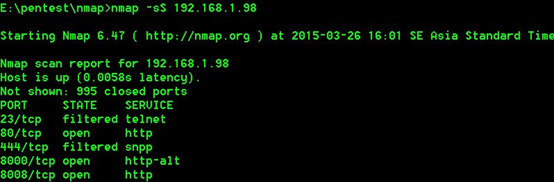 E:\pentest\nmap>nmap -sS 192.168.1.98
Starting Nmap 6.47 ( http://nmap.org ) at 2015-03-26 16:01 SE Asia Standard Time
Nmap scan report for 192.168.1.98
Host is up (0.0058s latency).
Not shown: 995 closed ports
PORT     STATE    SERVICE
23/tcp   filtered telnet
80/tcp   open     http
444/tcp  filtered snpp
8000/tcp open     http-alt
8008/tcp open     http